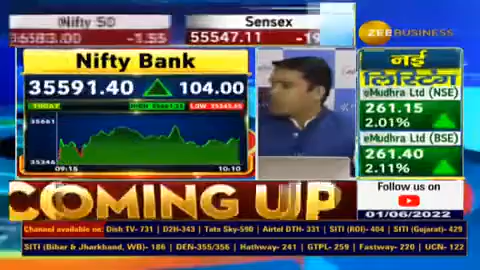 Nifty 50
Sensex
55547.11
ZEE BUSINESS
Nifty Bank
35591.40 104.00
TODAY
35661
35346
09:15 10:10
नई
लिस्टिंग
eMudhra Ltd (NSE)
261.15
2.01%
eMudhra Ltd (BSE)
261.40
2.11%
COMING UP
Follow us on
01/06/2022
Channel available on: Dish TV- 731 | D2H-343 | Tata Sky-590 | Airtel DTH- 331 | SITI (ROI)- 404 | SITI (Gujarat)- 429
SITI (Bihar & Jharkhand, WB)- 186 | DEN-355/356 | Hathway- 241 | GTPL- 259 | Fastway- 220 | UCN- 122